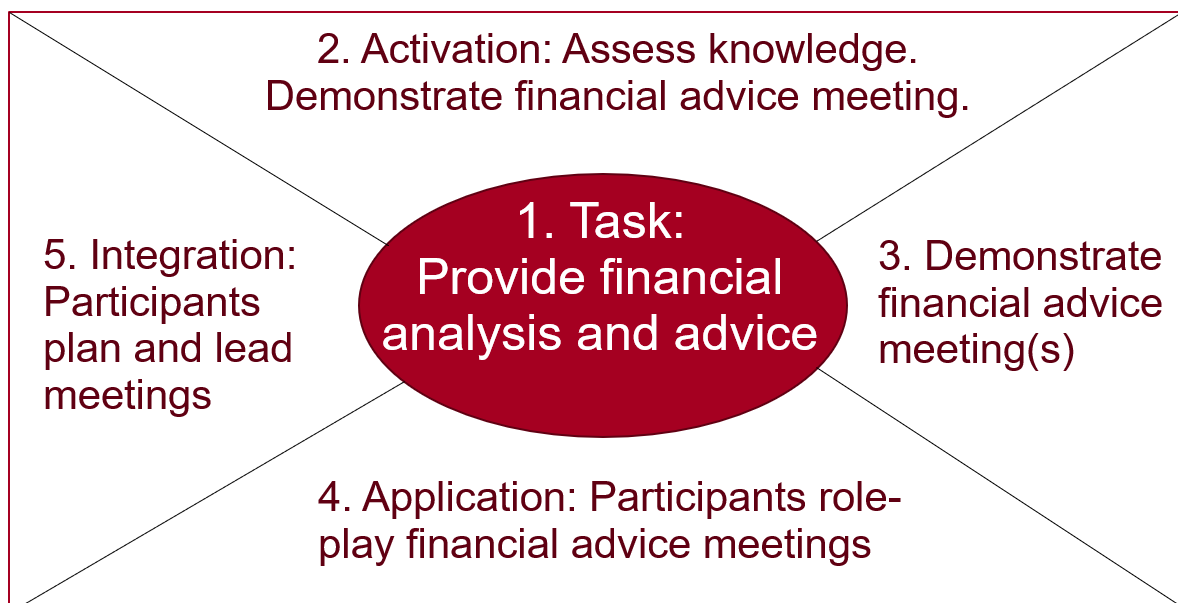 2. Activation: Assess knowledge.
Demonstrate financial advice meeting.
1. Task:
Provide financial
analysis and advice
3. Demonstrate
financial advice
meeting(s)
4. Application: Participants role-
play financial advice meetings
5. Integration:
Participants
plan and lead
meetings